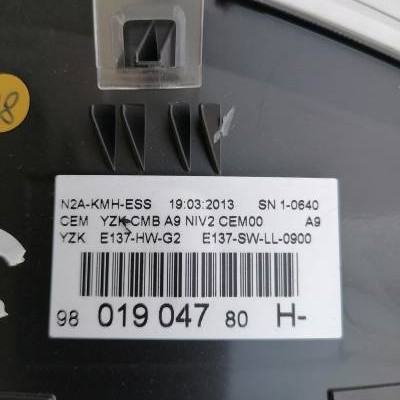 8
N2A-KMH-ESS 19:03:2013 SN 1-0640
CEM YZK-CMB A9 NIV2 CEM00 A9
YZK E137-HW-G2 E137-SW-LL-0900
98 019 047 80 H-